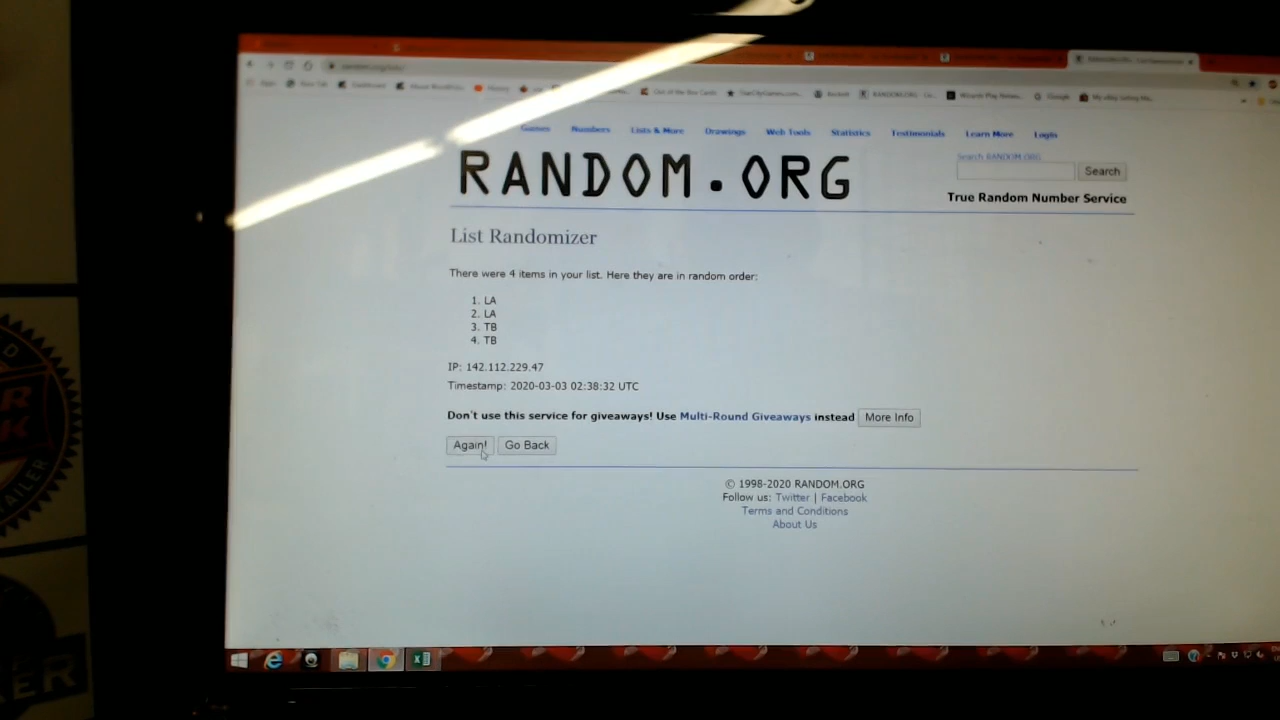 Games Numbers Lists & More Drawings Web Tools Statistics Testimonials Learn More Login
RANDOM.ORG
Search RANDOM.ORG
Search
True Random Number Service
List Randomizer
There were 4 items in your list. Here they are in random order:
1. LA
2. LA
3. TB
4. TB
IP: 142.112.229.47
Timestamp: 2020-03-03 02:38:32 UTC
Don't use this service for giveaways! Use Multi-Round Giveaways instead More Info
Again! Go Back
© 1998-2020 RANDOM.ORG
Follow us: Twitter | Facebook
Terms and Conditions
About Us